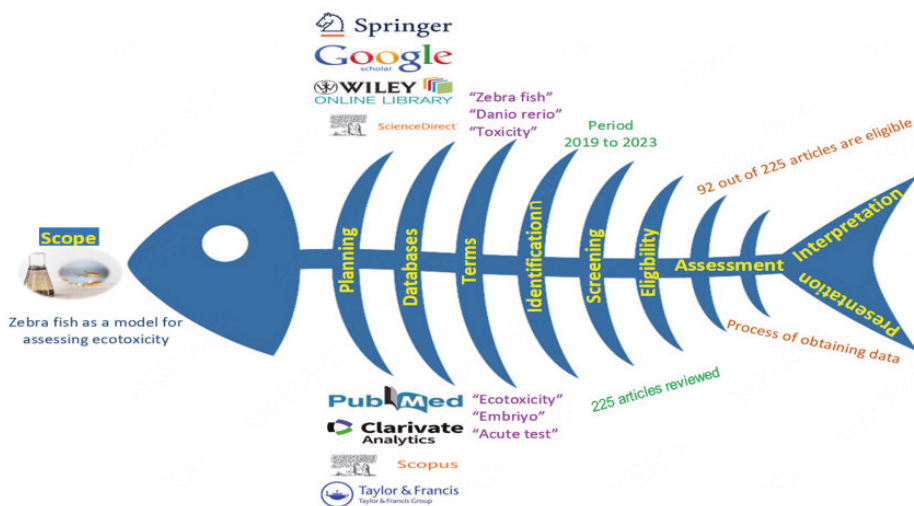 Springer
Google
scholar
WILEY
ONLINE LIBRARY
ScienceDirect
“Zebra fish”
“Danio rerio”
“Toxicity”
Period
2019 to 2023
92 out of 225 articles are eligible
Scope
Zebra fish as a model for
assessing ecotoxicity
Planning
Databases
Terms
Identificationn
Screening
Eligibility
Assessment
Interpretation
Presentation
Process of obtaining data
225 articles reviewed
PubMed
Clarivate
Analytics
Scopus
Taylor & Francis
Taylor & Francis Group
“Ecotoxicity”
“Embriyo”
“Acute test”